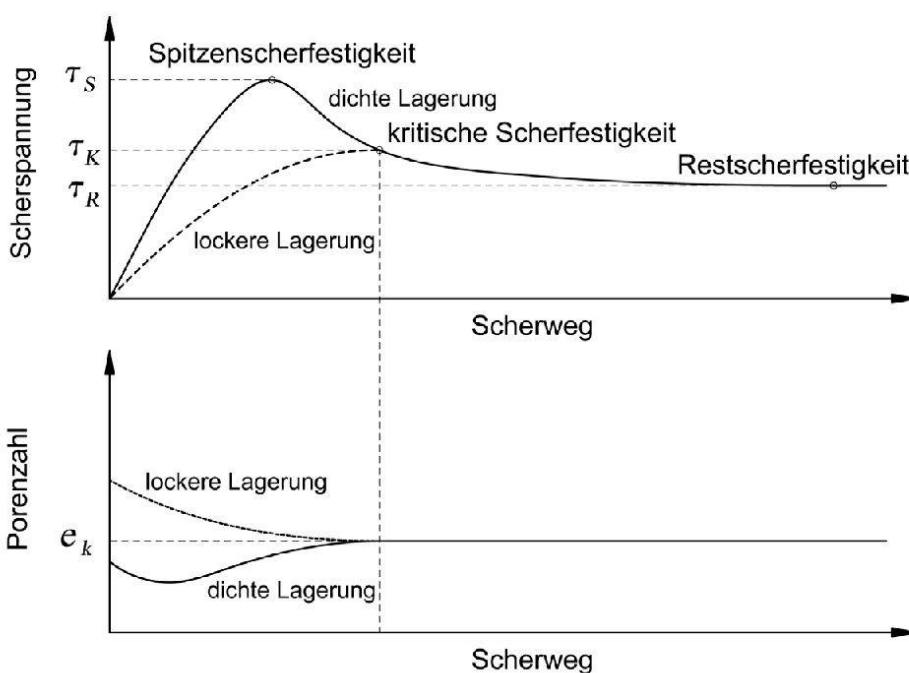 Spitzenscherfestigkeit
τ_S
dichte Lagerung
kritische Scherfestigkeit
τ_K
Restscherfestigkeit
τ_R
lockere Lagerung
Scherspannung
Scherweg
lockere Lagerung
e_k
dichte Lagerung
Porenzahl
Scherweg